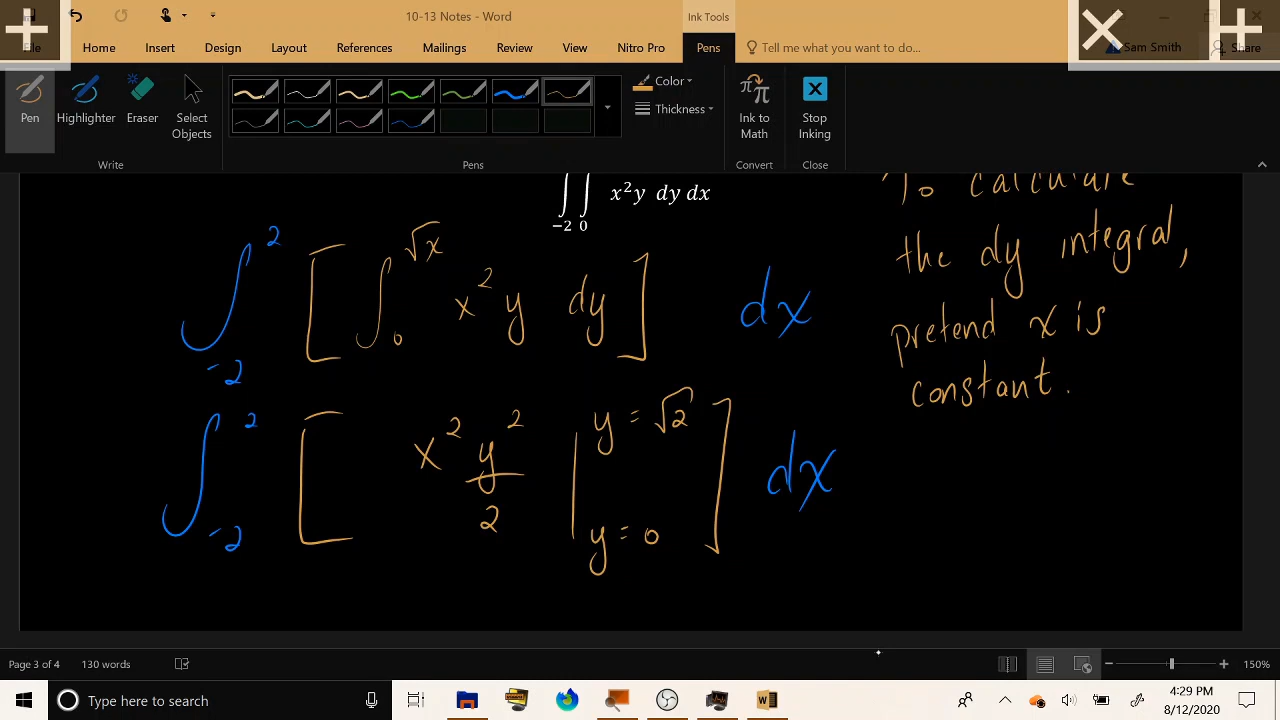 10-13 Notes - Word
Ink Tools
File
Home
Insert
Design
Layout
References
Mailings
Review
View
Nitro Pro
Pens
Tell me what you want to do...
Sam Smith
Share
Pen
Highlighter
Eraser
Select Objects
Color
Thickness
Ink to Math
Stop Inking
Write
Pens
Convert
Close
∫∫ x²y dy dx
−2 0
To calculate
the dy integral,
pretend x is
constant.
∫₋₂² [ ∫₀^√x x² y dy ] dx
∫₋₂² [ x² y²/2 | y = √2 y = 0 ] dx
Page 3 of 4
130 words
150%
Type here to search
4:29 PM
8/12/2020